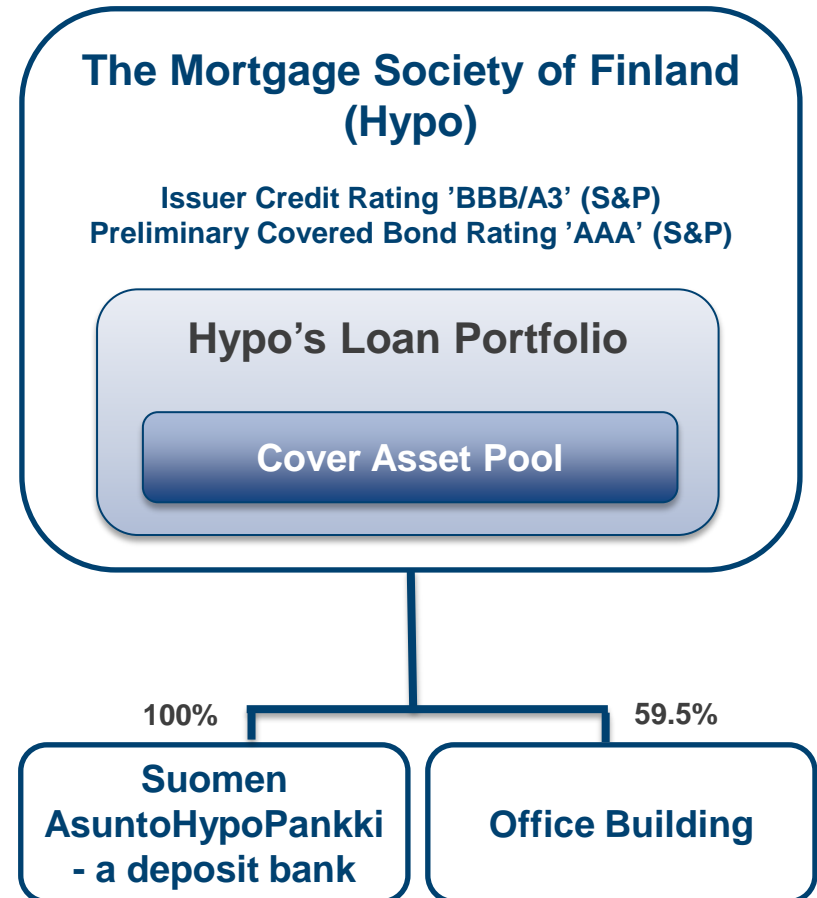 The Mortgage Society of Finland
(Hypo)
Issuer Credit Rating ’BBB/A3’ (S&P)
Preliminary Covered Bond Rating ’AAA’ (S&P)
Hypo’s Loan Portfolio
Cover Asset Pool
100%
59.5%
Suomen
AsuntoHypoPankki
- a deposit bank
Office Building